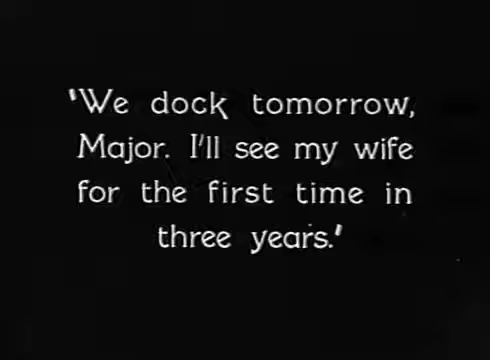 'We dock tomorrow,
Major. I'll see my wife
for the first time in
three years.'